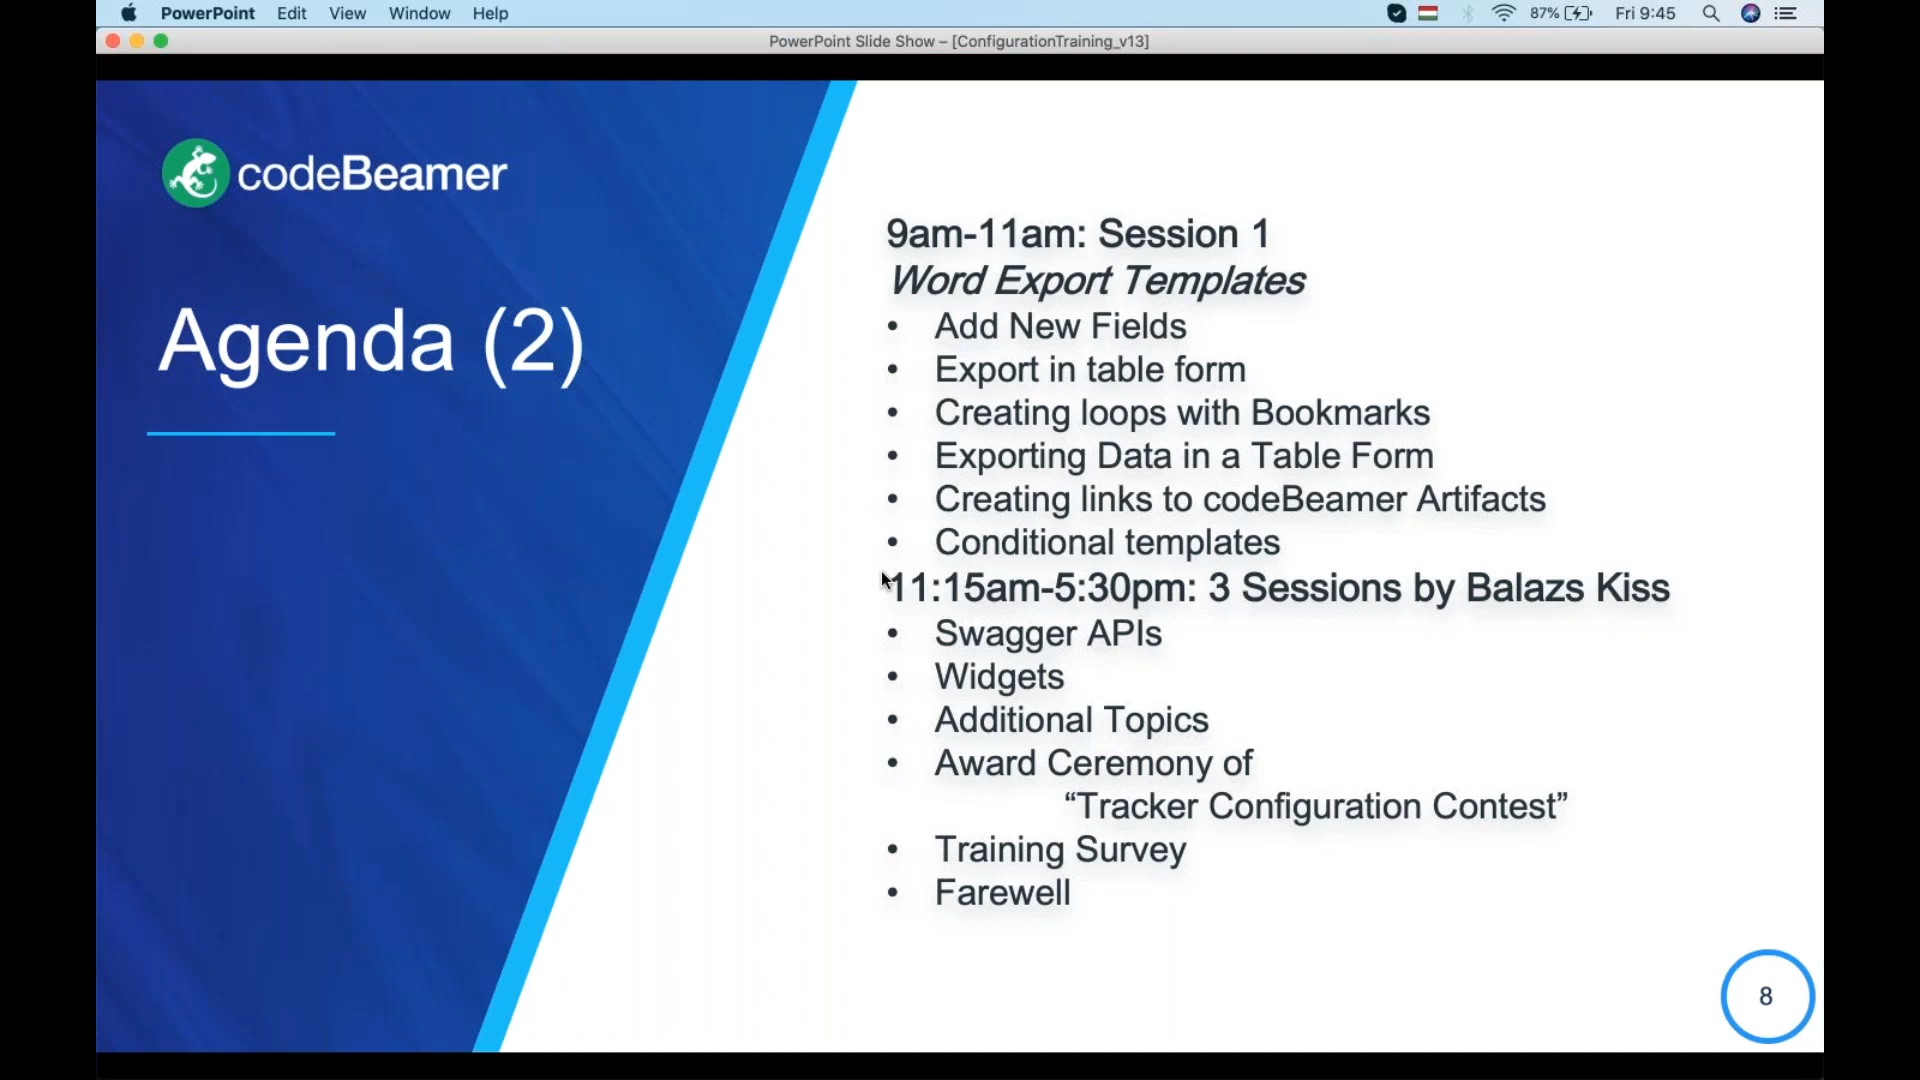 PowerPoint Edit View Window Help 87% Fri 9:45
PowerPoint Slide Show – [ConfigurationTraining_v13]
codeBeamer
Agenda (2)
9am-11am: Session 1
Word Export Templates
• Add New Fields
• Export in table form
• Creating loops with Bookmarks
• Exporting Data in a Table Form
• Creating links to codeBeamer Artifacts
• Conditional templates
11:15am-5:30pm: 3 Sessions by Balazs Kiss
• Swagger APIs
• Widgets
• Additional Topics
• Award Ceremony of
“Tracker Configuration Contest”
• Training Survey
• Farewell
8